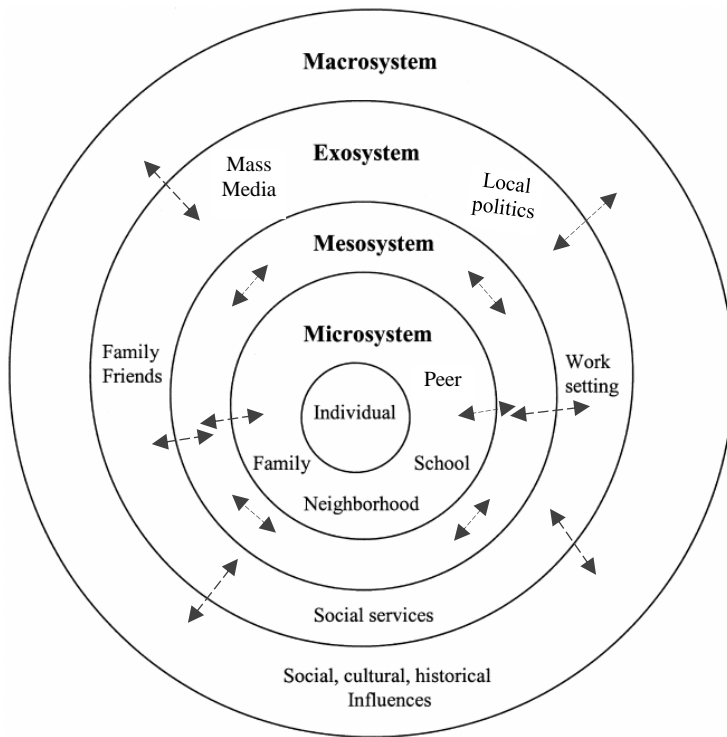 Macrosystem
Exosystem
Mass
Media
Local
politics
Mesosystem
Microsystem
Family
Friends
Peer
Work
setting
Individual
Family
School
Neighborhood
Social services
Social, cultural, historical
Influences